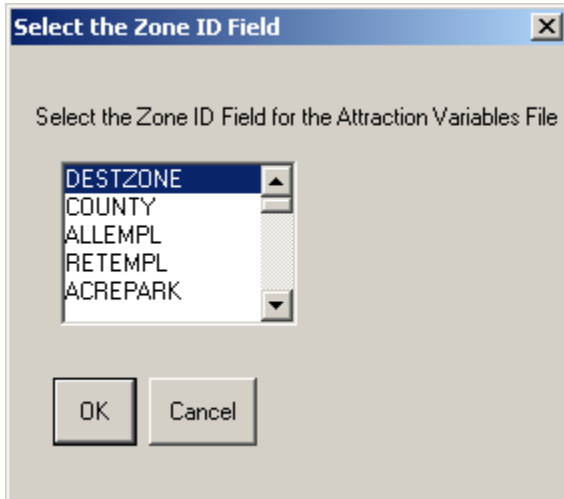 Select the Zone ID Field
Select the Zone ID Field for the Attraction Variables File
DESTZONE
COUNTY
ALLEMPL
RETEMPL
ACREPARK
OK
Cancel